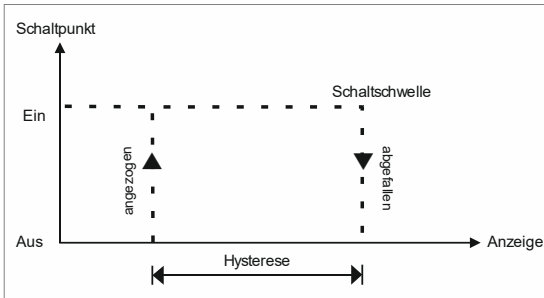 Schaltpunkt
Schaltschwelle
Ein
angezogen
abgefallen
Aus
Anzeige
Hysterese